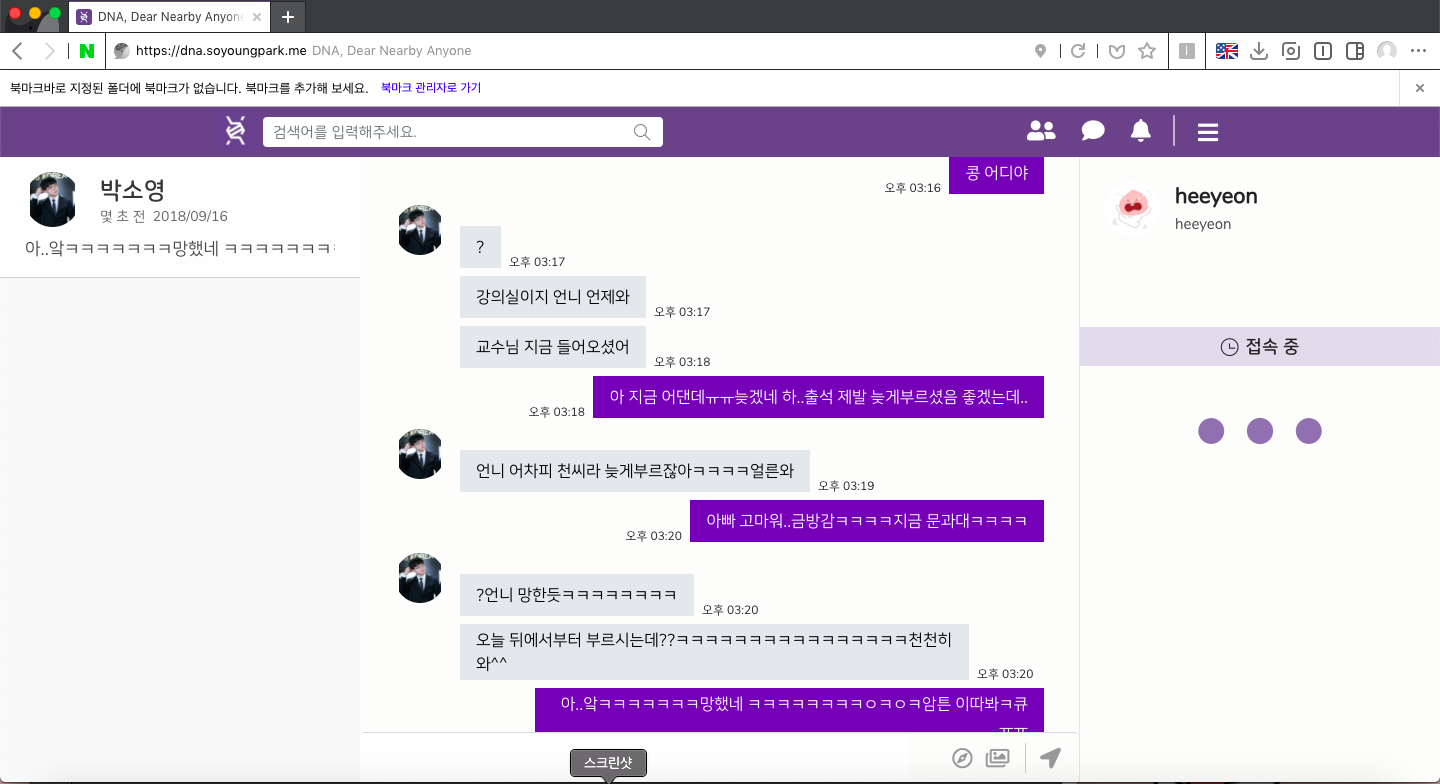 DNA, Dear Nearby Anyone
https://dna.soyoungpark.me DNA, Dear Nearby Anyone
북마크바로 지정된 폴더에 북마크가 없습니다. 북마크를 추가해 보세요. 북마크 관리자로 가기
검색어를 입력해주세요.
박소영
몇 초 전 2018/09/16
아..앜ㅋㅋㅋㅋㅋㅋㅋ망했네 ㅋㅋㅋㅋㅋㅋㅋ
콩 어디야
오후 03:16
?
오후 03:17
강의실이지 언니 언제와
오후 03:17
교수님 지금 들어오셨어
오후 03:18
아 지금 어댄데ㅠㅠ늦겠네 하..출석 제발 늦게부르셨음 좋겠는데..
오후 03:18
언니 어차피 천씨라 늦게부르잖아ㅋㅋㅋㅋ얼른와
오후 03:19
아빠 고마워..금방감ㅋㅋㅋㅋ지금 문과대ㅋㅋㅋㅋ
오후 03:20
?언니 망한듯ㅋㅋㅋㅋㅋㅋㅋㅋ
오후 03:20
오늘 뒤에서부터 부르시는데??ㅋㅋㅋㅋㅋㅋㅋㅋㅋㅋㅋㅋㅋㅋㅋㅋ천천히
와^^
오후 03:20
아..앜ㅋㅋㅋㅋㅋㅋㅋ망했네 ㅋㅋㅋㅋㅋㅋㅋㅋㅇㅋㅇㅋ암튼 이따봐ㅋ큐
heeyeon
heeyeon
접속 중
스크린샷